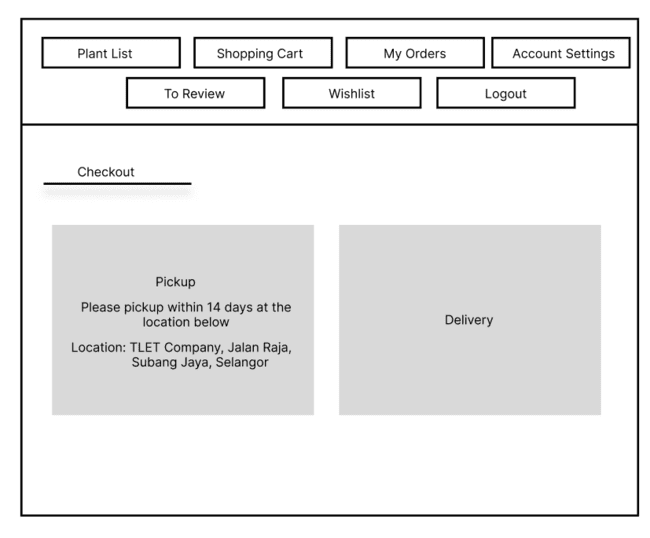 Plant List
Shopping Cart
My Orders
Account Settings
To Review
Wishlist
Logout
Checkout
Pickup
Please pickup within 14 days at the
location below
Location: TLET Company, Jalan Raja,
Subang Jaya, Selangor
Delivery